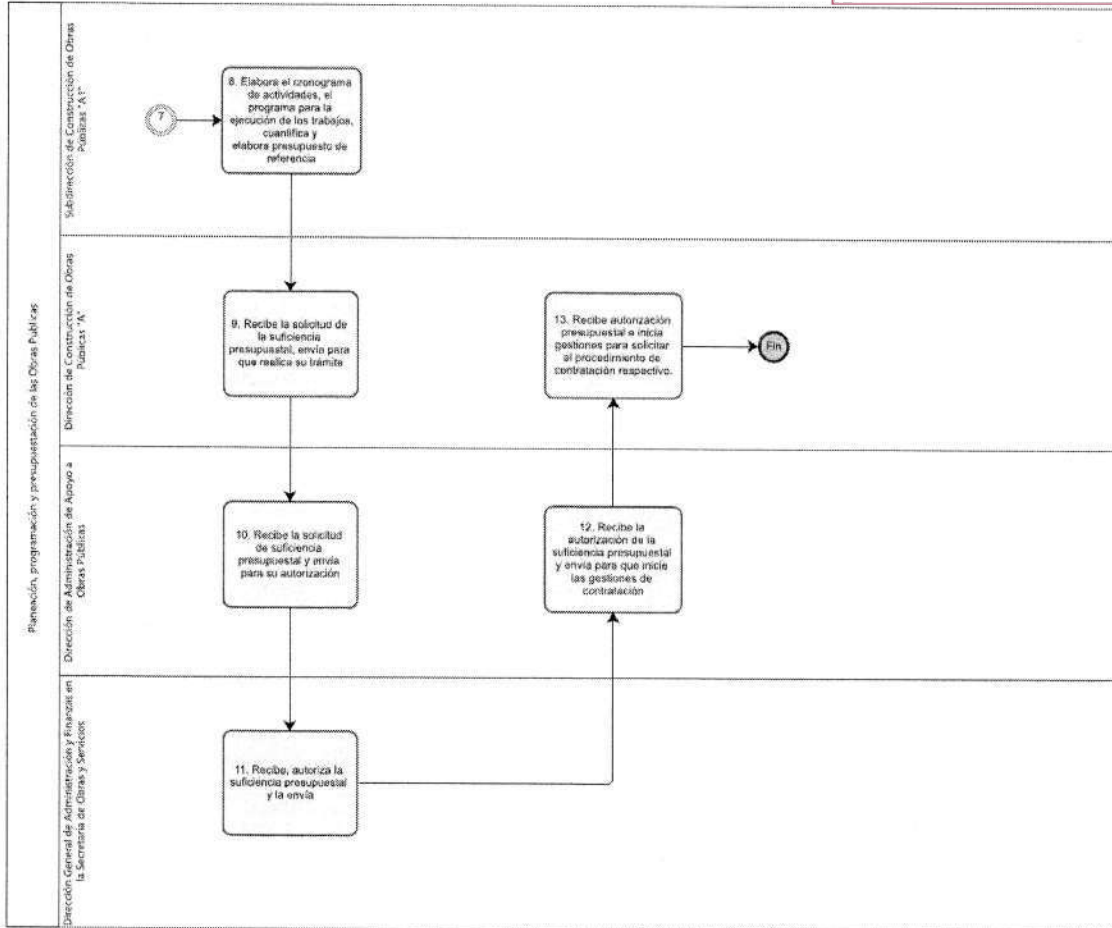 Planeación, programación y presupuestación de las Obras Publicas
Subdirección de Construcción de Obras
Públicas "A1"
7
8. Elabora el cronograma
de actividades, el
programa para la
ejecución de los trabajos,
cuantifica y
elabora presupuesto de
referencia
Dirección de Construcción de Obras
Públicas "A"
9. Recibe la solicitud de
la suficiencia
presupuestal, envía para
que realice su trámite
13. Recibe autorización
presupuestal e inicia
gestiones para solicitar
el procedimiento de
contratación respectivo.
Fin
Dirección de Administración de Apoyo a
Obras Públicas
10. Recibe la solicitud
de suficiencia
presupuestal y envía
para su autorización
12. Recibe la
autorización de la
suficiencia presupuestal
y envía para que inicie
las gestiones de
contratación
Dirección General de Administración y Finanzas en
la Secretaría de Obras y Servicios
11. Recibe, autoriza la
suficiencia presupuestal
y la envía